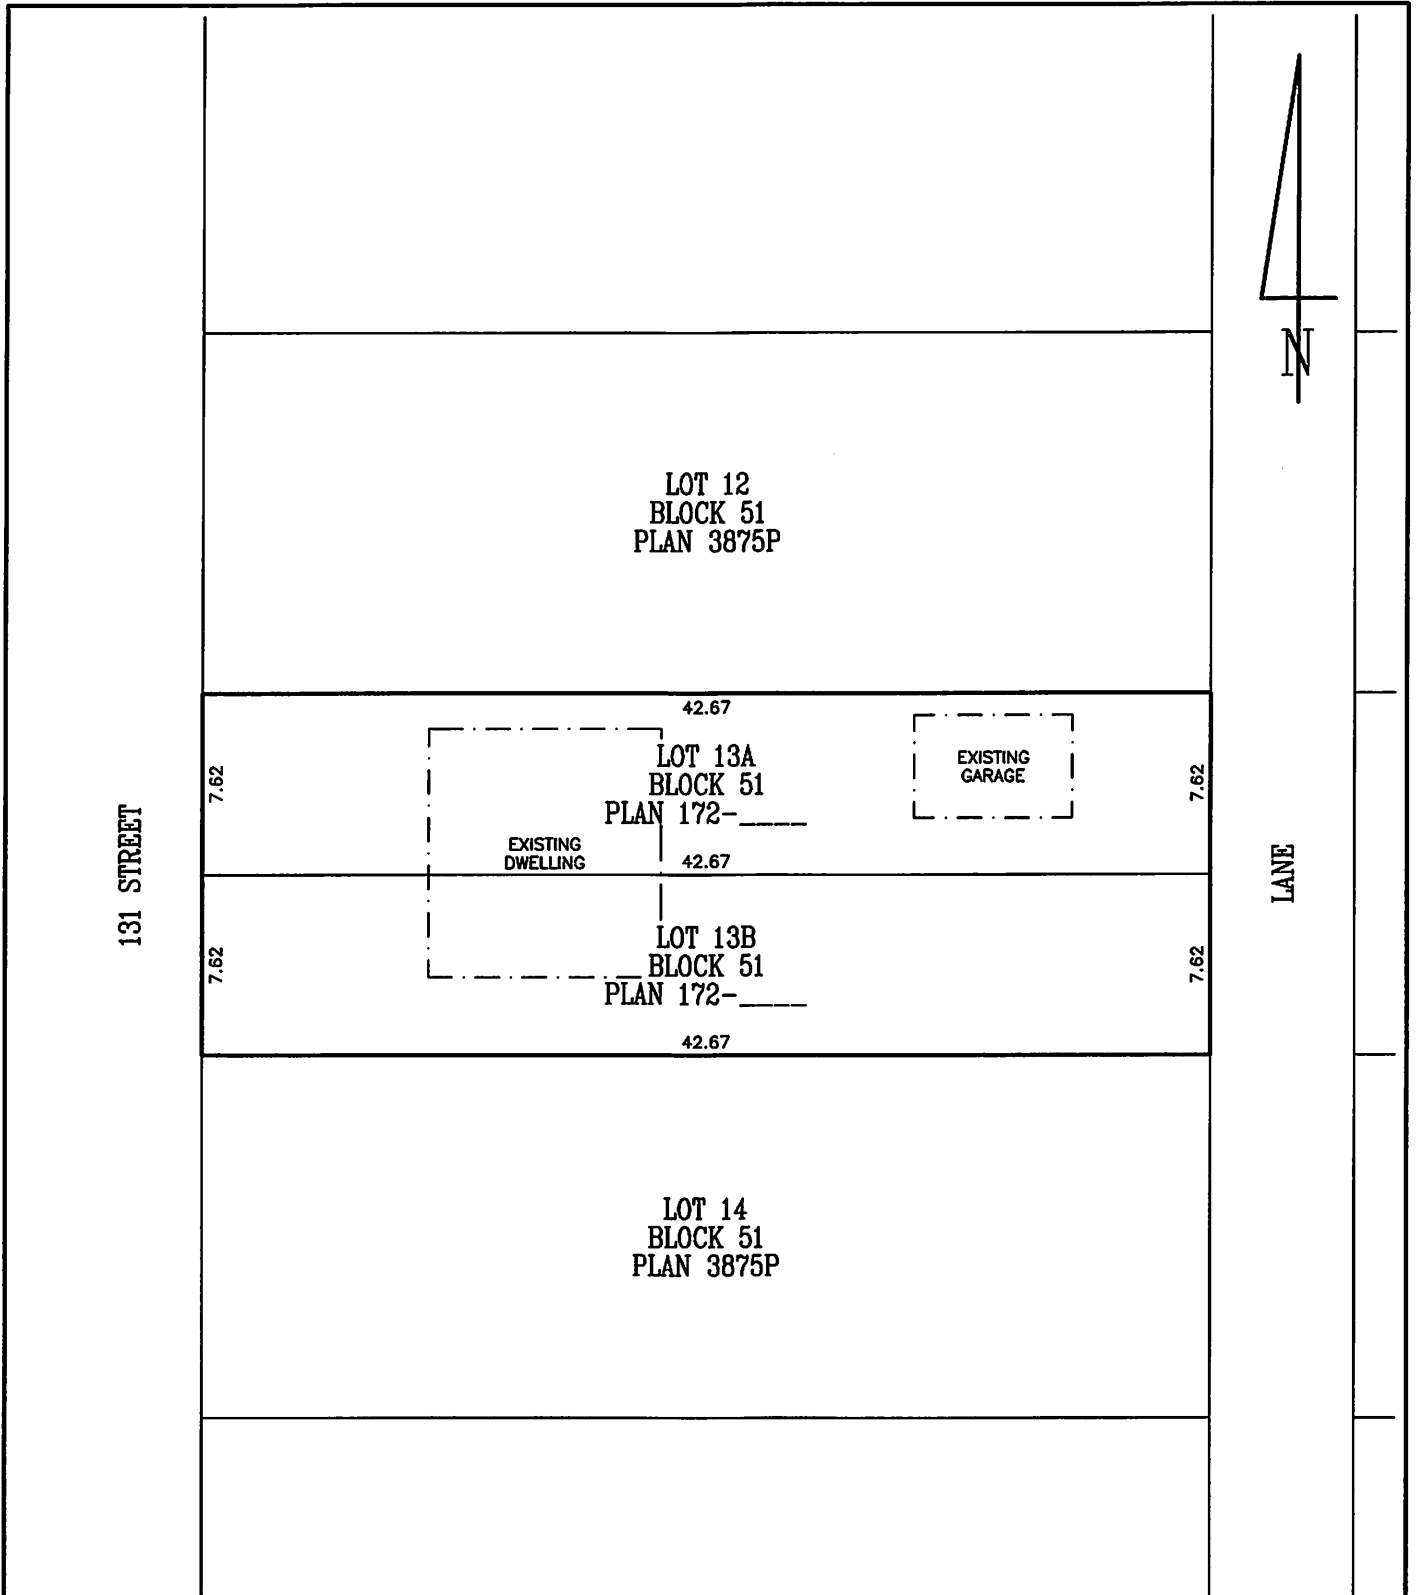 N
LOT 12
BLOCK 51
PLAN 3875P
42.67
7.62
LOT 13A
BLOCK 51
PLAN 172-____
EXISTING
GARAGE
7.62
131 STREET
EXISTING
DWELLING
42.67
LANE
7.62
LOT 13B
BLOCK 51
PLAN 172-____
7.62
42.67
LOT 14
BLOCK 51
PLAN 3875P